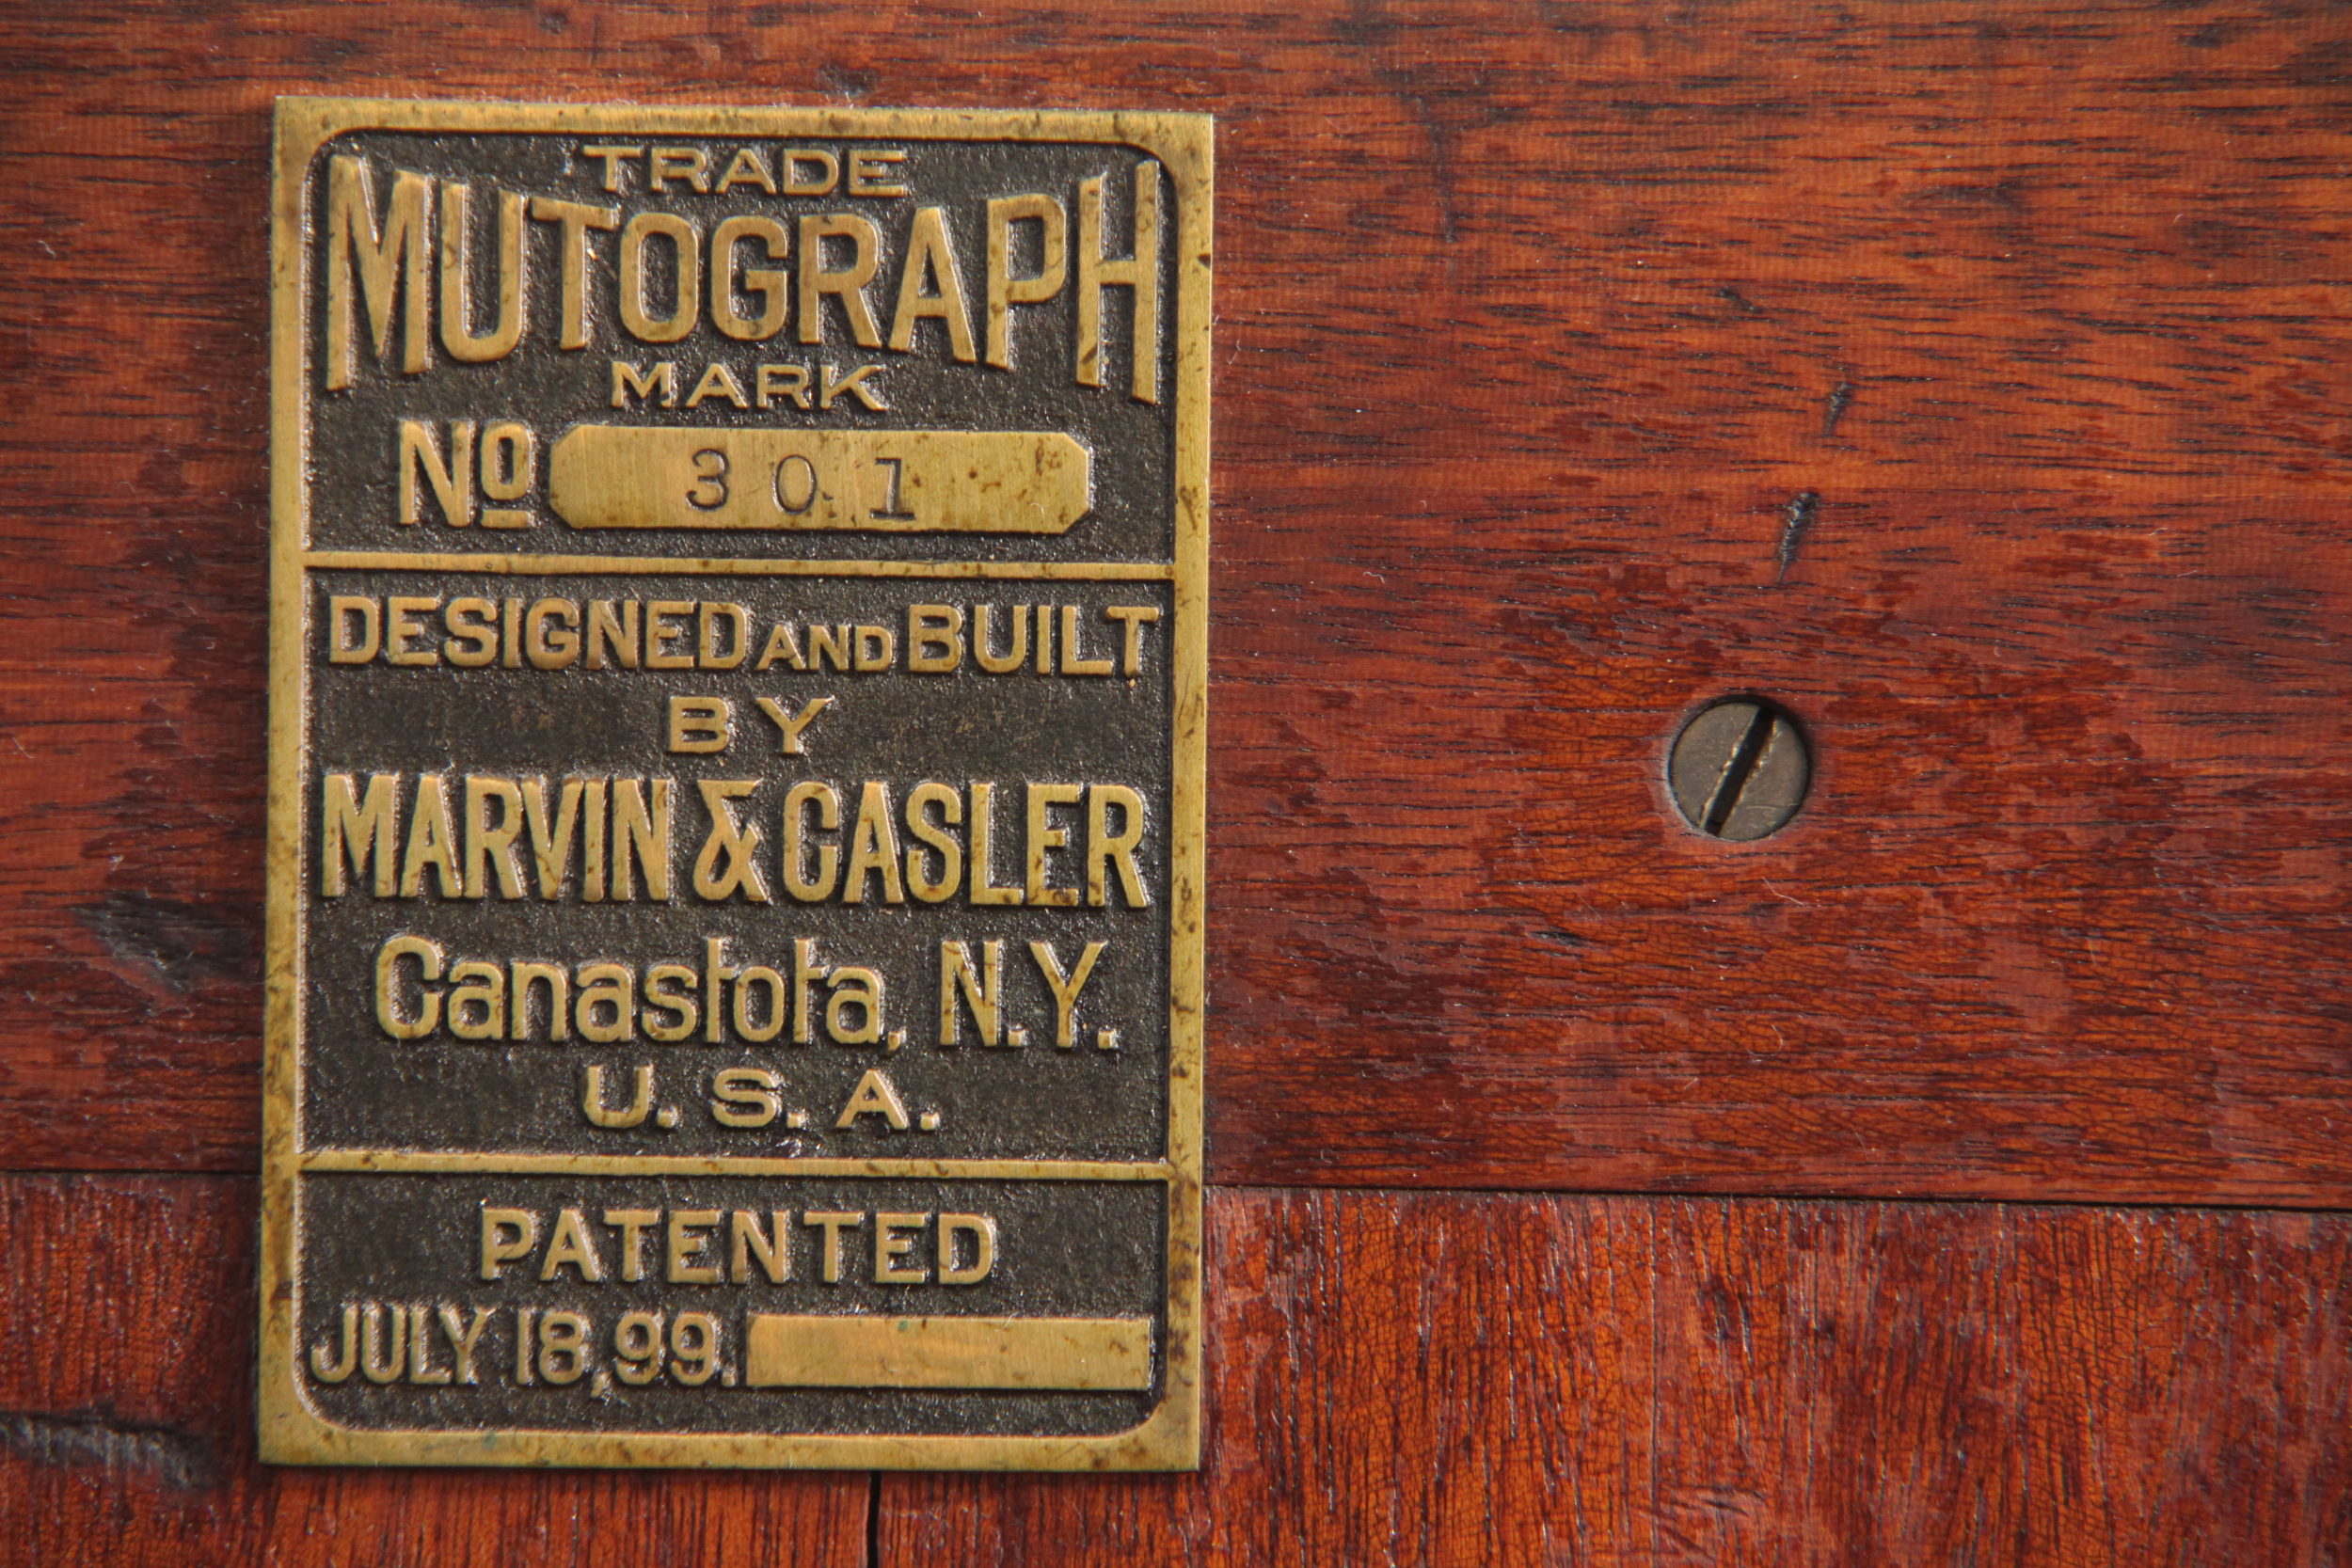 TRADE
MUTOGRAPH
MARK
No 301
DESIGNED AND BUILT
BY
MARVIN & CASLER
Canastota, N.Y.
U.S.A.
PATENTED
JULY 18,99.